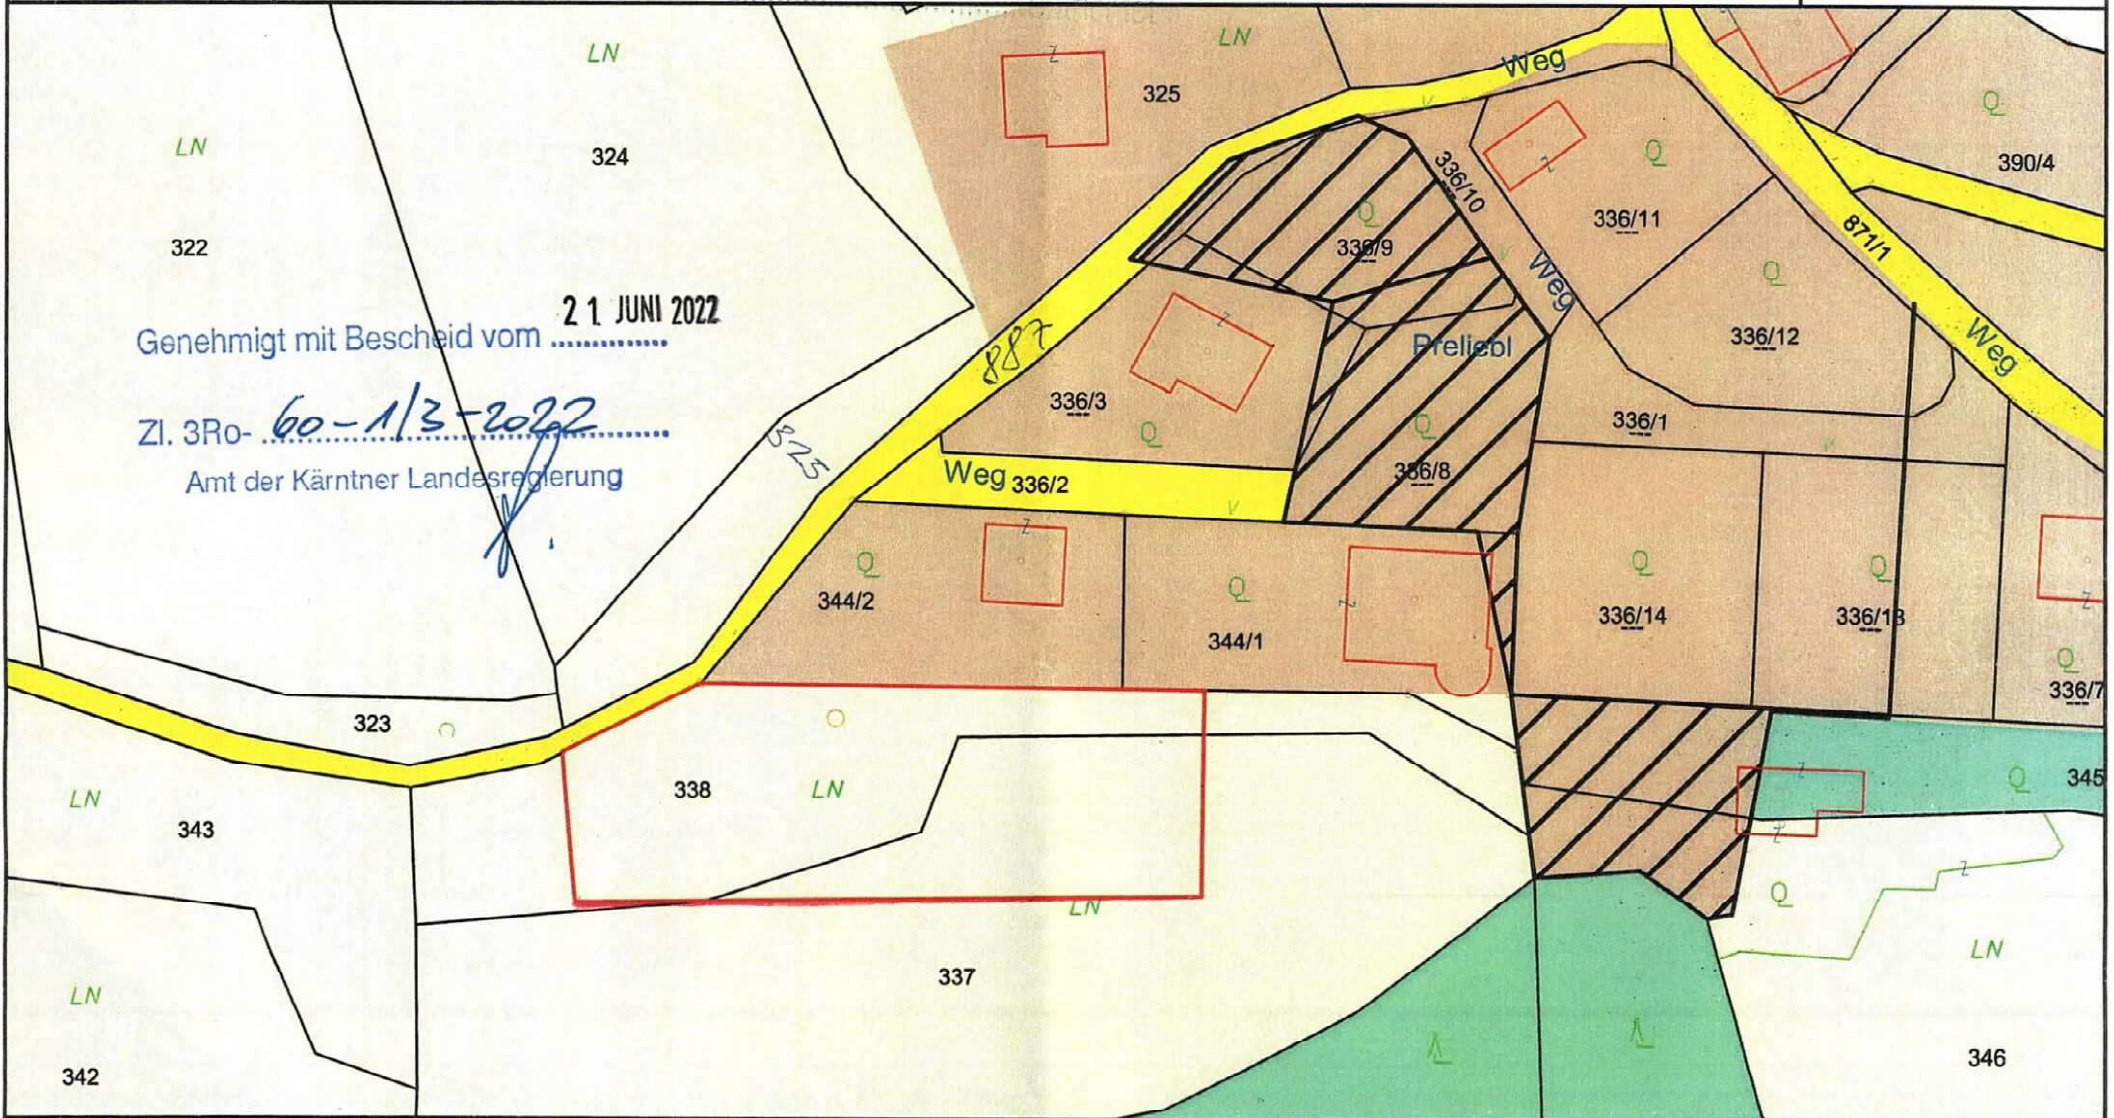 LN
LN
Weg
325
LN
324
Q
Q
390/4
LN
336/10
336/11
871/1
322
Q
336/9
Weg
Q
21 JUNI 2022
Genehmigt mit Bescheid vom
887
Preliebl
336/12
Weg
Zl. 3Ro- 60-1/3-2022
336/3
Q
Q
336/1
Amt der Kärntner Landesregierung
825
Weg 336/2
336/8
Q
Q
Q
Q
344/2
344/1
336/14
336/13
Q
336/7
323
338
LN
345
Q
LN
343
Q
LN
LN
337
LN
342
346